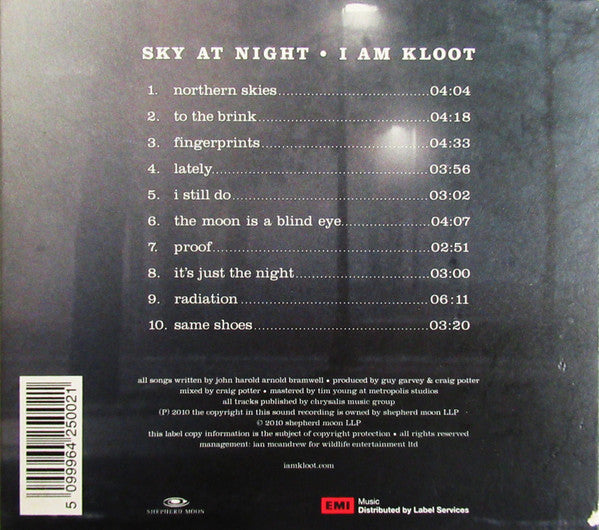 SKY AT NIGHT • I AM KLOOT
1. northern skies..............................04:04
2. to the brink..................................04:18
3. fingerprints..................................04:33
4. lately............................................03:56
5. i still do........................................03:02
6. the moon is a blind eye................04:07
7. proof.............................................02:51
8. it's just the night..........................03:00
9. radiation.......................................06:11
10. same shoes..................................03:20
all songs written by john harold arnold bramwell • produced by guy garvey & craig potter
mixed by craig potter • mastered by tim young at metropolis studios
all tracks published by chrysalis music group
(P) 2010 the copyright in this sound recording is owned by shepherd moon LLP
© 2010 shepherd moon LLP
this label copy information is the subject of copyright protection • all rights reserved
management: ian mcandrew for wildlife entertainment ltd
iamkloot.com
5 099964 250021
SHEPHERD MOON
EMI
Music
Distributed by Label Services